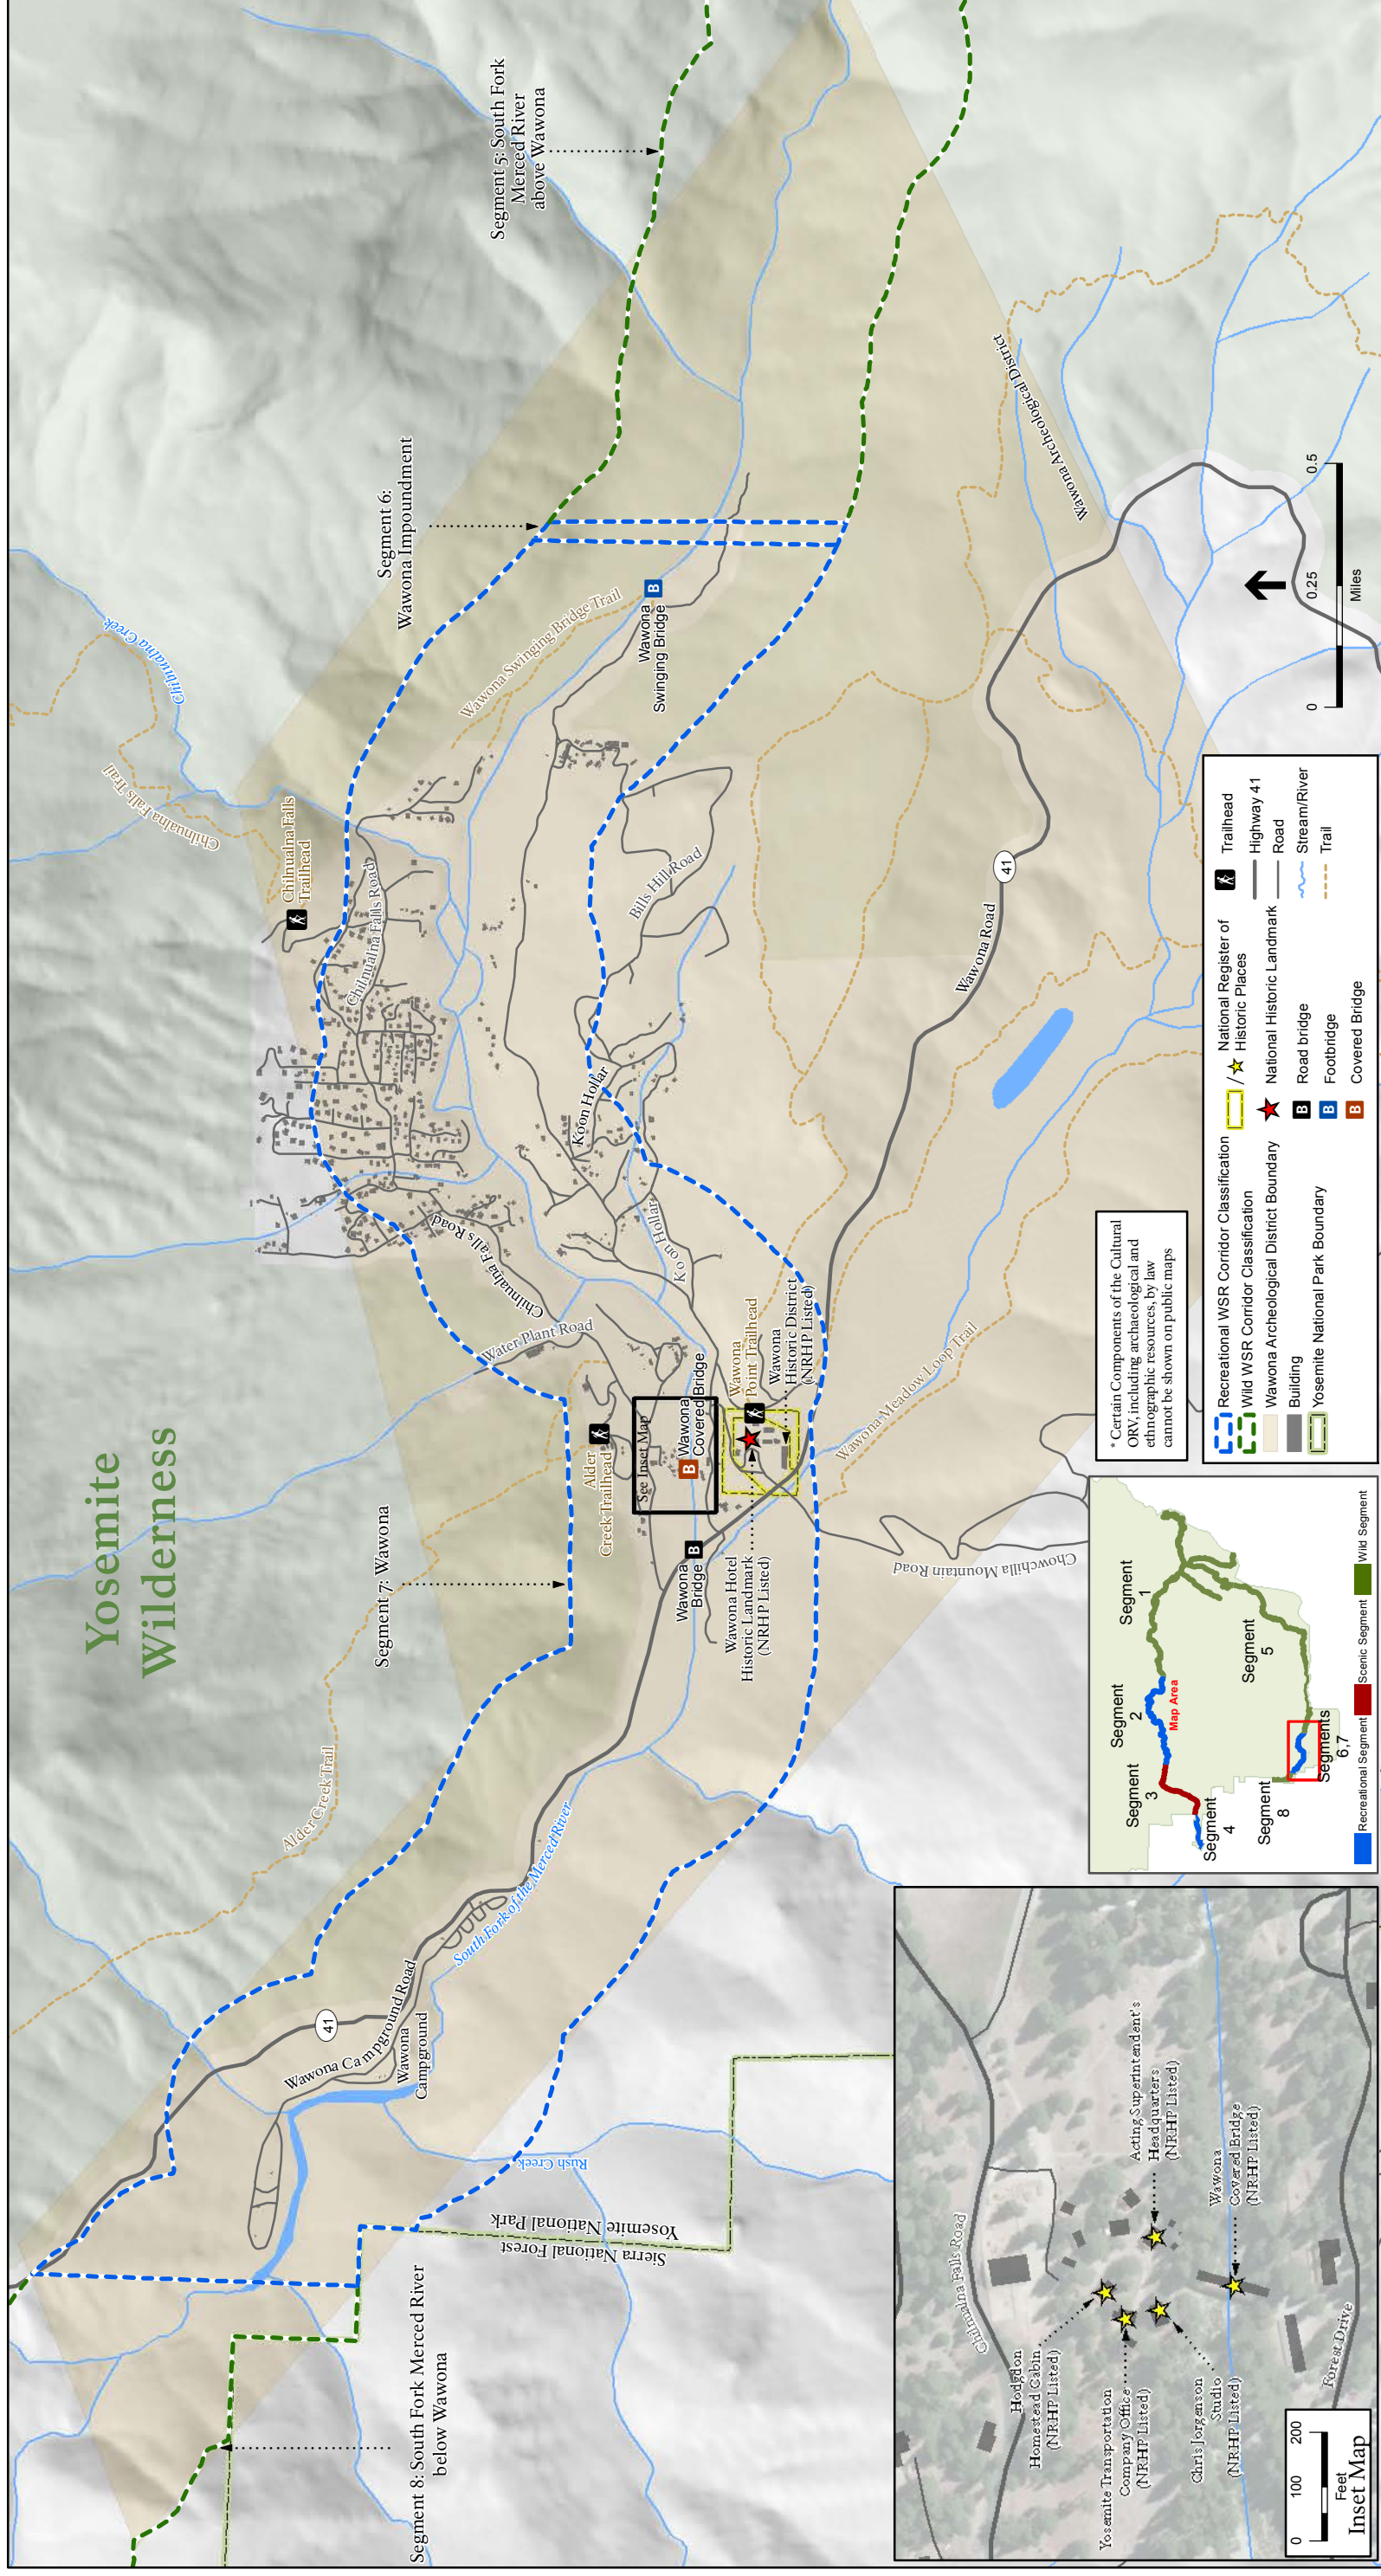 Yosemite
Wilderness
Segment 5: South Fork
Merced River
above Wawona
Segment 6:
Wawona Impoundment
Segment 7: Wawona
Segment 8: South Fork Merced River
below Wawona
Chilnualna Creek
Chilnualna Falls Trail
Chilnualna Falls
Trailhead
Chilnualna Falls Road
Wawona Swinging Bridge Trail
Wawona
Swinging Bridge
Wawona Archeological District
Bills Hill Road
Koon Hollar
Koon Hollar
Chilnualna Falls Road
Water Plant Road
Wawona Road
41
Alder
Creek Trailhead
See Inset Map
Wawona
Covered Bridge
B
B
B
Wawona
Bridge
Wawona
Point Trailhead
Wawona
Historic District
(NRHP Listed)
Wawona Hotel
Historic Landmark
(NRHP Listed)
Wawona Meadow Loop Trail
Chowchilla Mountain Road
Alder Creek Trail
South Fork of the Merced River
41
Wawona Campground Road
Wawona
Campground
Rush Creek
Yosemite National Park
Sierra National Forest
0
0.25
0.5
Miles
* Certain Components of the Cultural
ORV, including archaeological and
ethnographic resources, by law
cannot be shown on public maps
Recreational WSR Corridor Classification
Wild WSR Corridor Classification
Wawona Archeological District Boundary
Building
Yosemite National Park Boundary
/
National Register of
Historic Places
National Historic Landmark
B
Road bridge
B
Footbridge
B
Covered Bridge
Trailhead
Highway 41
Road
Stream/River
Trail
Segment
1
Segment
2
Map Area
Segment
3
Segment
4
Segment
5
Segments
6,7
Segment
8
Recreational Segment
Scenic Segment
Wild Segment
Chilnualna Falls Road
Hodgdon
Homestead Cabin
(NRHP Listed)
Yosemite Transportation
Company Office
(NRHP Listed)
Chris Jorgenson
Studio
(NRHP Listed)
Acting Superintendent's
Headquarters
(NRHP Listed)
Wawona
Covered Bridge
(NRHP Listed)
Forest Drive
0
100
200
Feet
Inset Map